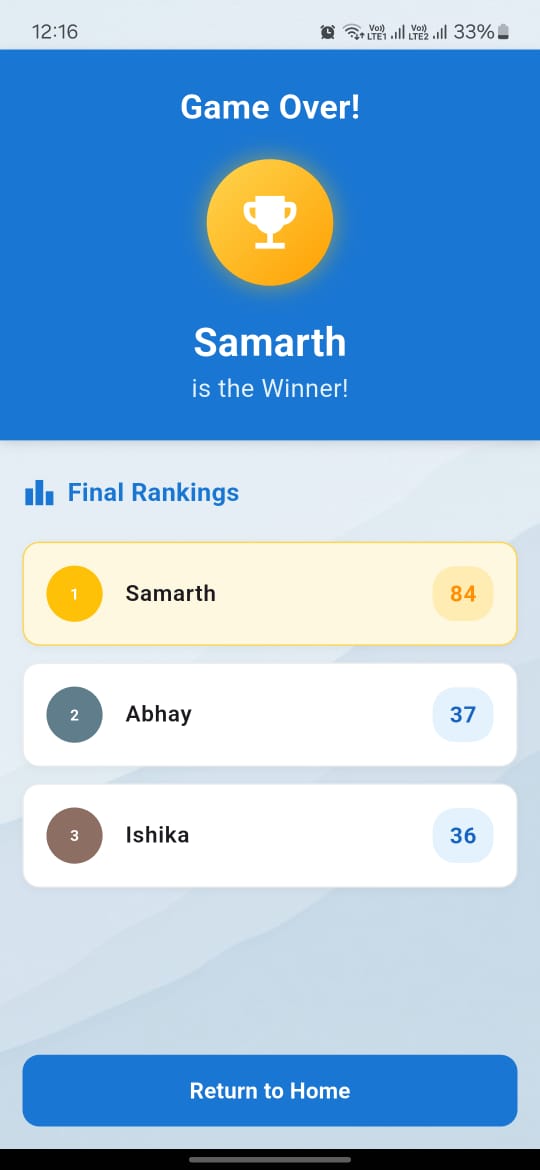 12:16
Vo)) LTE1 Vo)) LTE2 33%
Game Over!
Samarth
is the Winner!
Final Rankings
1 Samarth 84
2 Abhay 37
3 Ishika 36
Return to Home